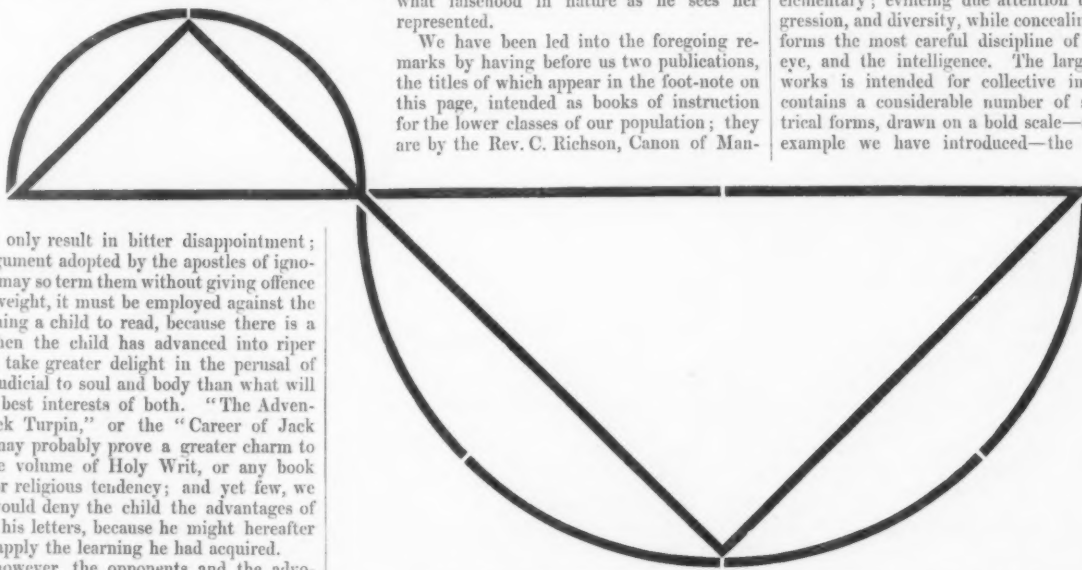 only result in bitter disappointment ;
gument adopted by the apostles of igno-
may so term them without giving offence
weight, it must be employed against the
ning a child to read, because there is a
hen the child has advanced into riper
take greater delight in the perusal of
udicial to soul and body than what will
best interests of both. “The Adven-
ck Turpin,” or the “Career of Jack
may probably prove a greater charm to
e volume of Holy Writ, or any book
r religious tendency; and yet few, we
ould deny the child the advantages of
his letters, because he might hereafter
apply the learning he had acquired.
however, the opponents and the advo-
what falsehood in nature as he sees her
represented.
We have been led into the foregoing re-
marks by having before us two publications,
the titles of which appear in the foot-note on
this page, intended as books of instruction
for the lower classes of our population; they
are by the Rev. C. Richson, Canon of Man-
elementary; evincing due attention
gression, and diversity, while concealin
forms the most careful discipline of
eye, and the intelligence. The larg
works is intended for collective in
contains a considerable number of
trical forms, drawn on a bold scale—
example we have introduced—the